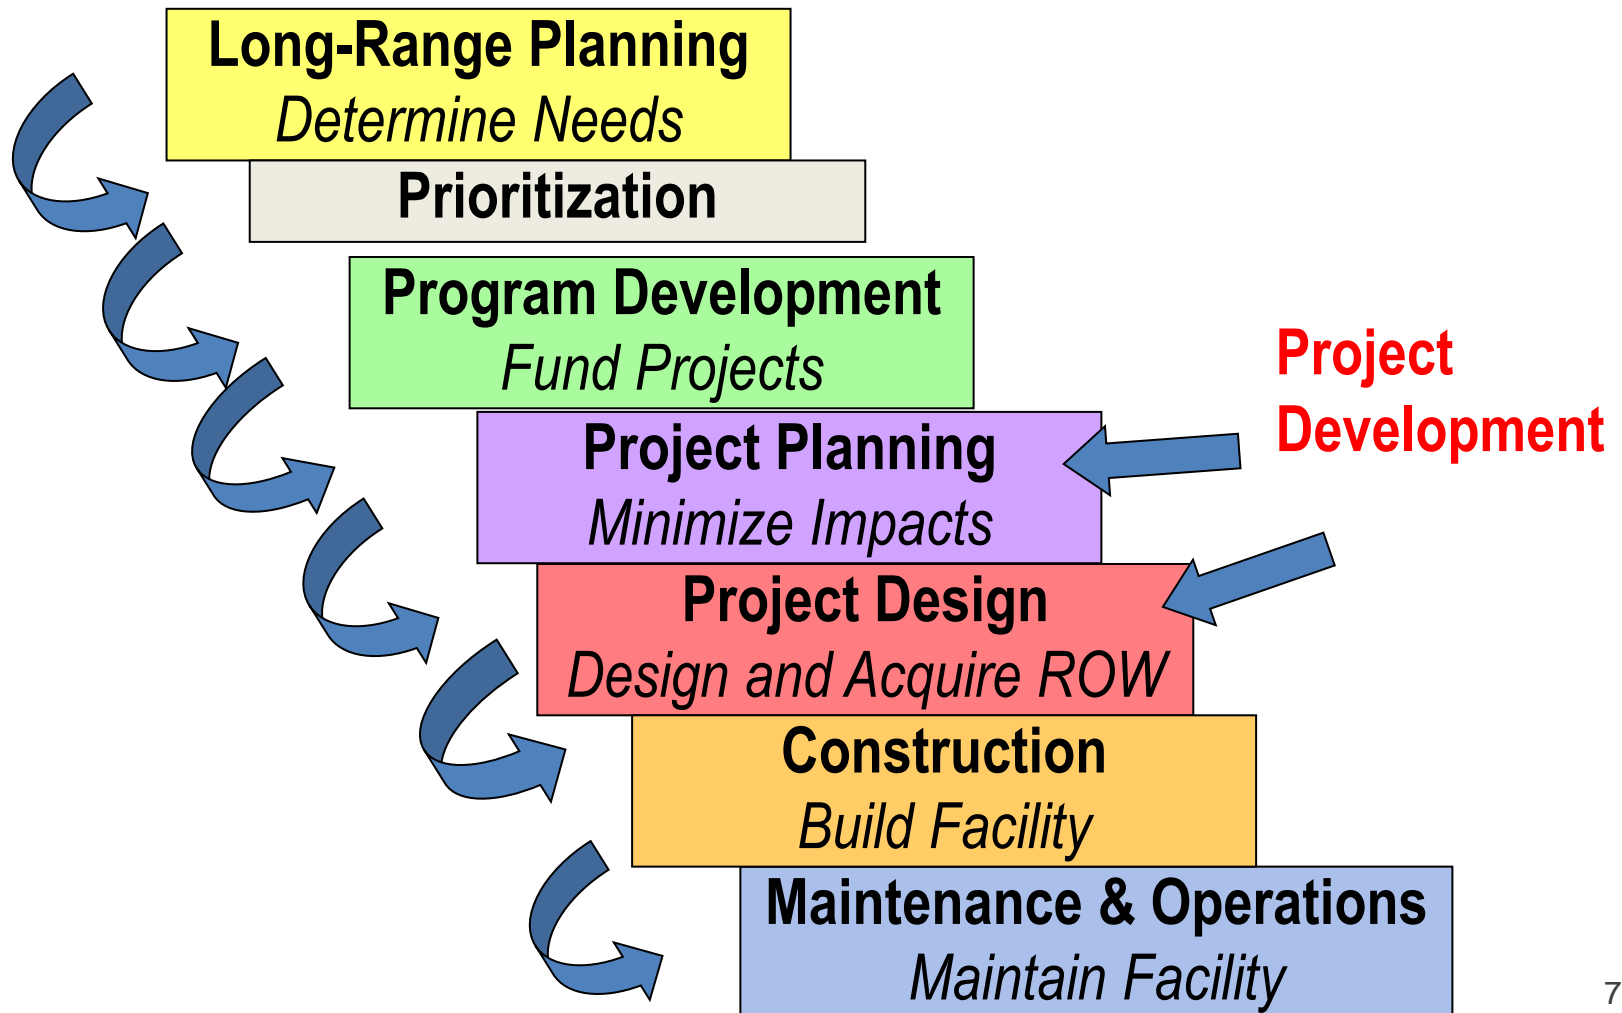 Long-Range Planning
Determine Needs
Prioritization
Program Development
Fund Projects
Project Planning
Minimize Impacts
Project Design
Design and Acquire ROW
Construction
Build Facility
Maintenance & Operations
Maintain Facility
Project
Development
7